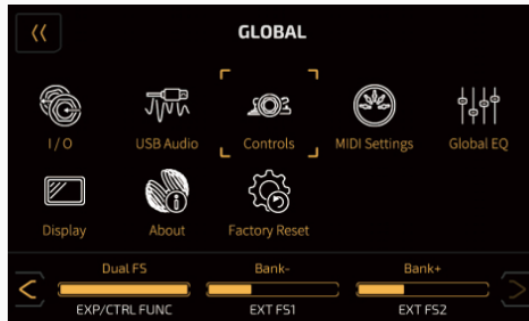 GLOBAL
I/O USB Audio Controls MIDI Settings Global EQ
Display About Factory Reset
Dual FS Bank- Bank+
EXP/CTRL FUNC EXT FS1 EXT FS2